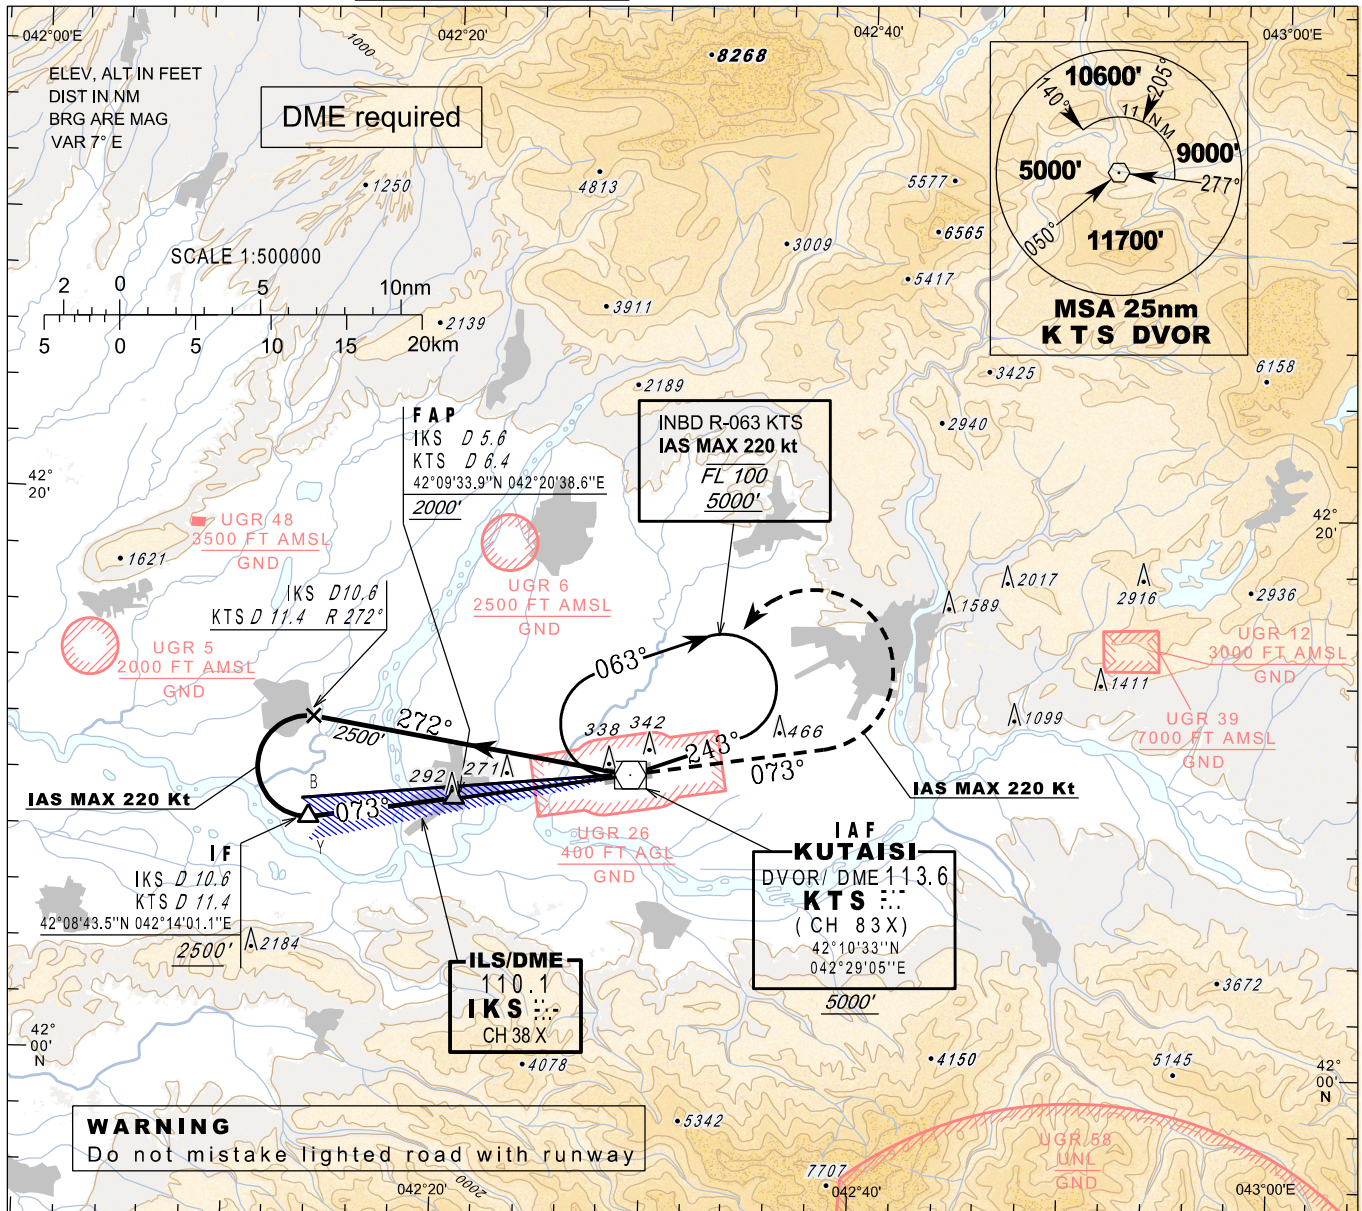 042°00'E
042°20'
042°40'
043°00'E
1000
8268
ELEV, ALT IN FEET
DIST IN NM
BRG ARE MAG
VAR 7° E
DME required
10600'
140°
205°
11 NM
9000'
5000'
277°
050°
11700'
MSA 25nm
KTS DVOR
1250
4813
5577
3009
6565
5417
SCALE 1:500000
2 0 5 10nm
5 0 5 10 15 20km
3911
2139
2189
3425
6158
2940
FAP
IKS D 5.6
KTS D 6.4
42°09'33.9"N 042°20'38.6"E
2000'
INBD R-063 KTS
IAS MAX 220 kt
FL 100
5000'
42°
20'
42°
20'
UGR 48
3500 FT AMSL
GND
1621
UGR 6
2500 FT AMSL
GND
2017
1589
2916
2936
IKS D10,6
KTS D 11.4 R 272°
UGR 5
2000 FT AMSL
GND
UGR 12
3000 FT AMSL
GND
1411
UGR 39
7000 FT AMSL
GND
1099
063°
272°
2500'
338
342
466
243°
073°
271
292
B
073°
Y
IAS MAX 220 Kt
IAS MAX 220 Kt
IF
IKS D 10.6
KTS D 11.4
42°08'43.5"N 042°14'01.1"E
2500'
2184
UGR 26
400 FT AGL
GND
IAF
KUTAISI
DVOR/ DME 113.6
KTS
(CH 83X)
42°10'33"N
042°29'05"E
5000'
ILS/DME
110.1
IKS
CH 38 X
3672
42°
00'
N
4078
4150
5145
42°
00'
N
5342
WARNING
Do not mistake lighted road with runway
UGR 58
UNL
GND
7707
042°20'
2000
042°40'
043°00'E